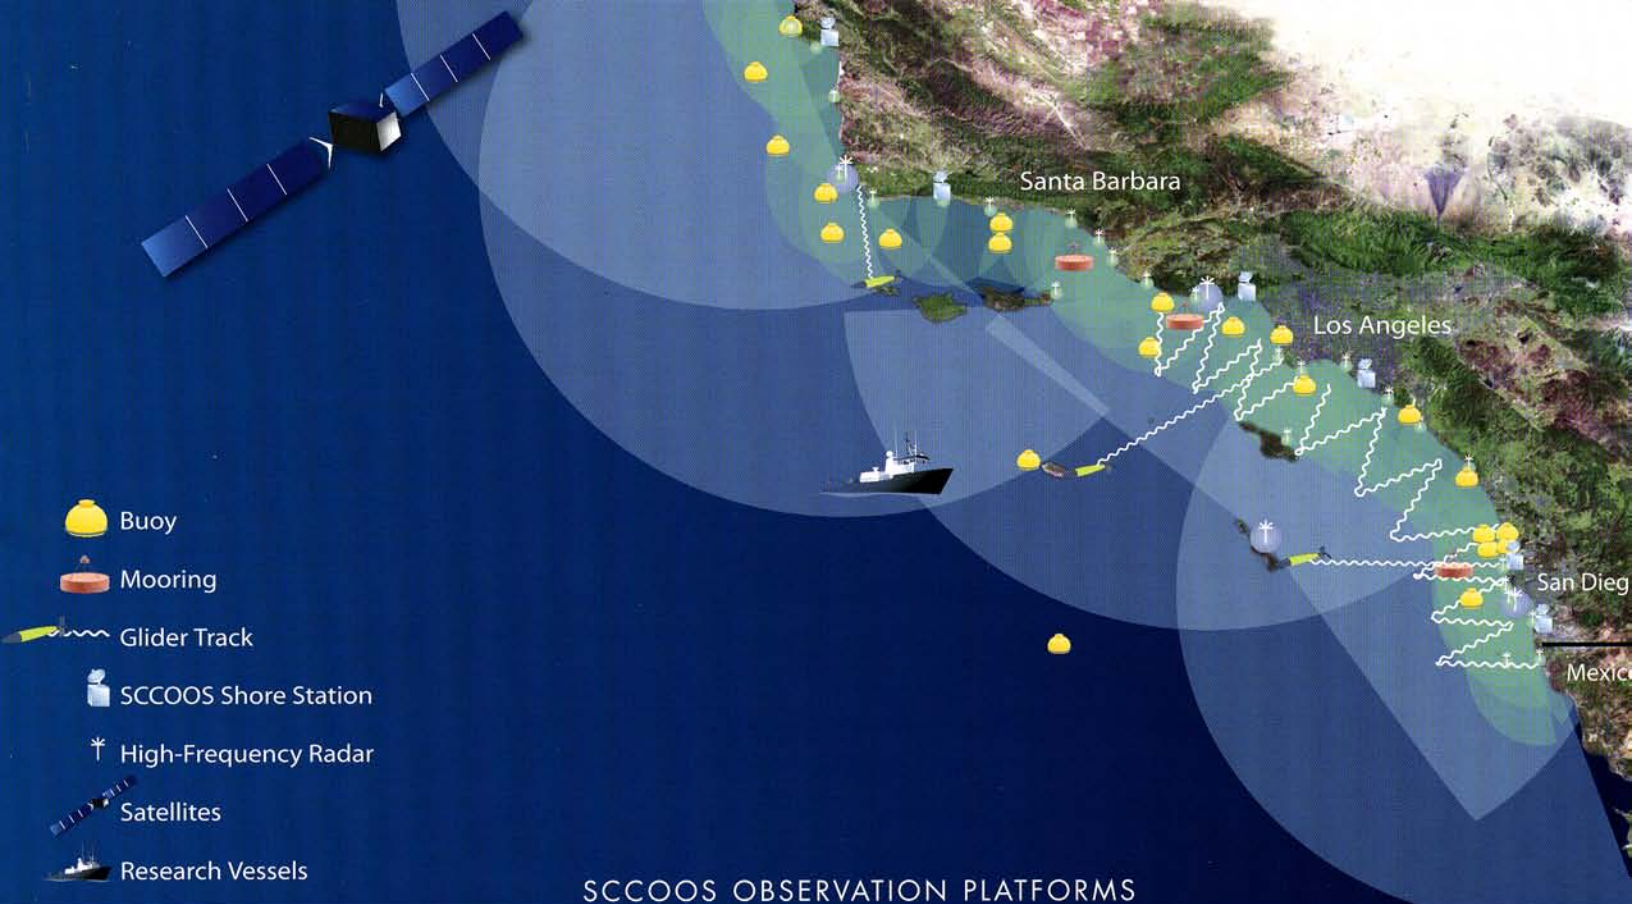 Santa Barbara
Los Angeles
Buoy
Mooring
San Dieg
Glider Track
Mexic
SCCOOS Shore Station
High-Frequency Radar
Satellites
Research Vessels
SCCOOS OBSERVATION PLATFORMS